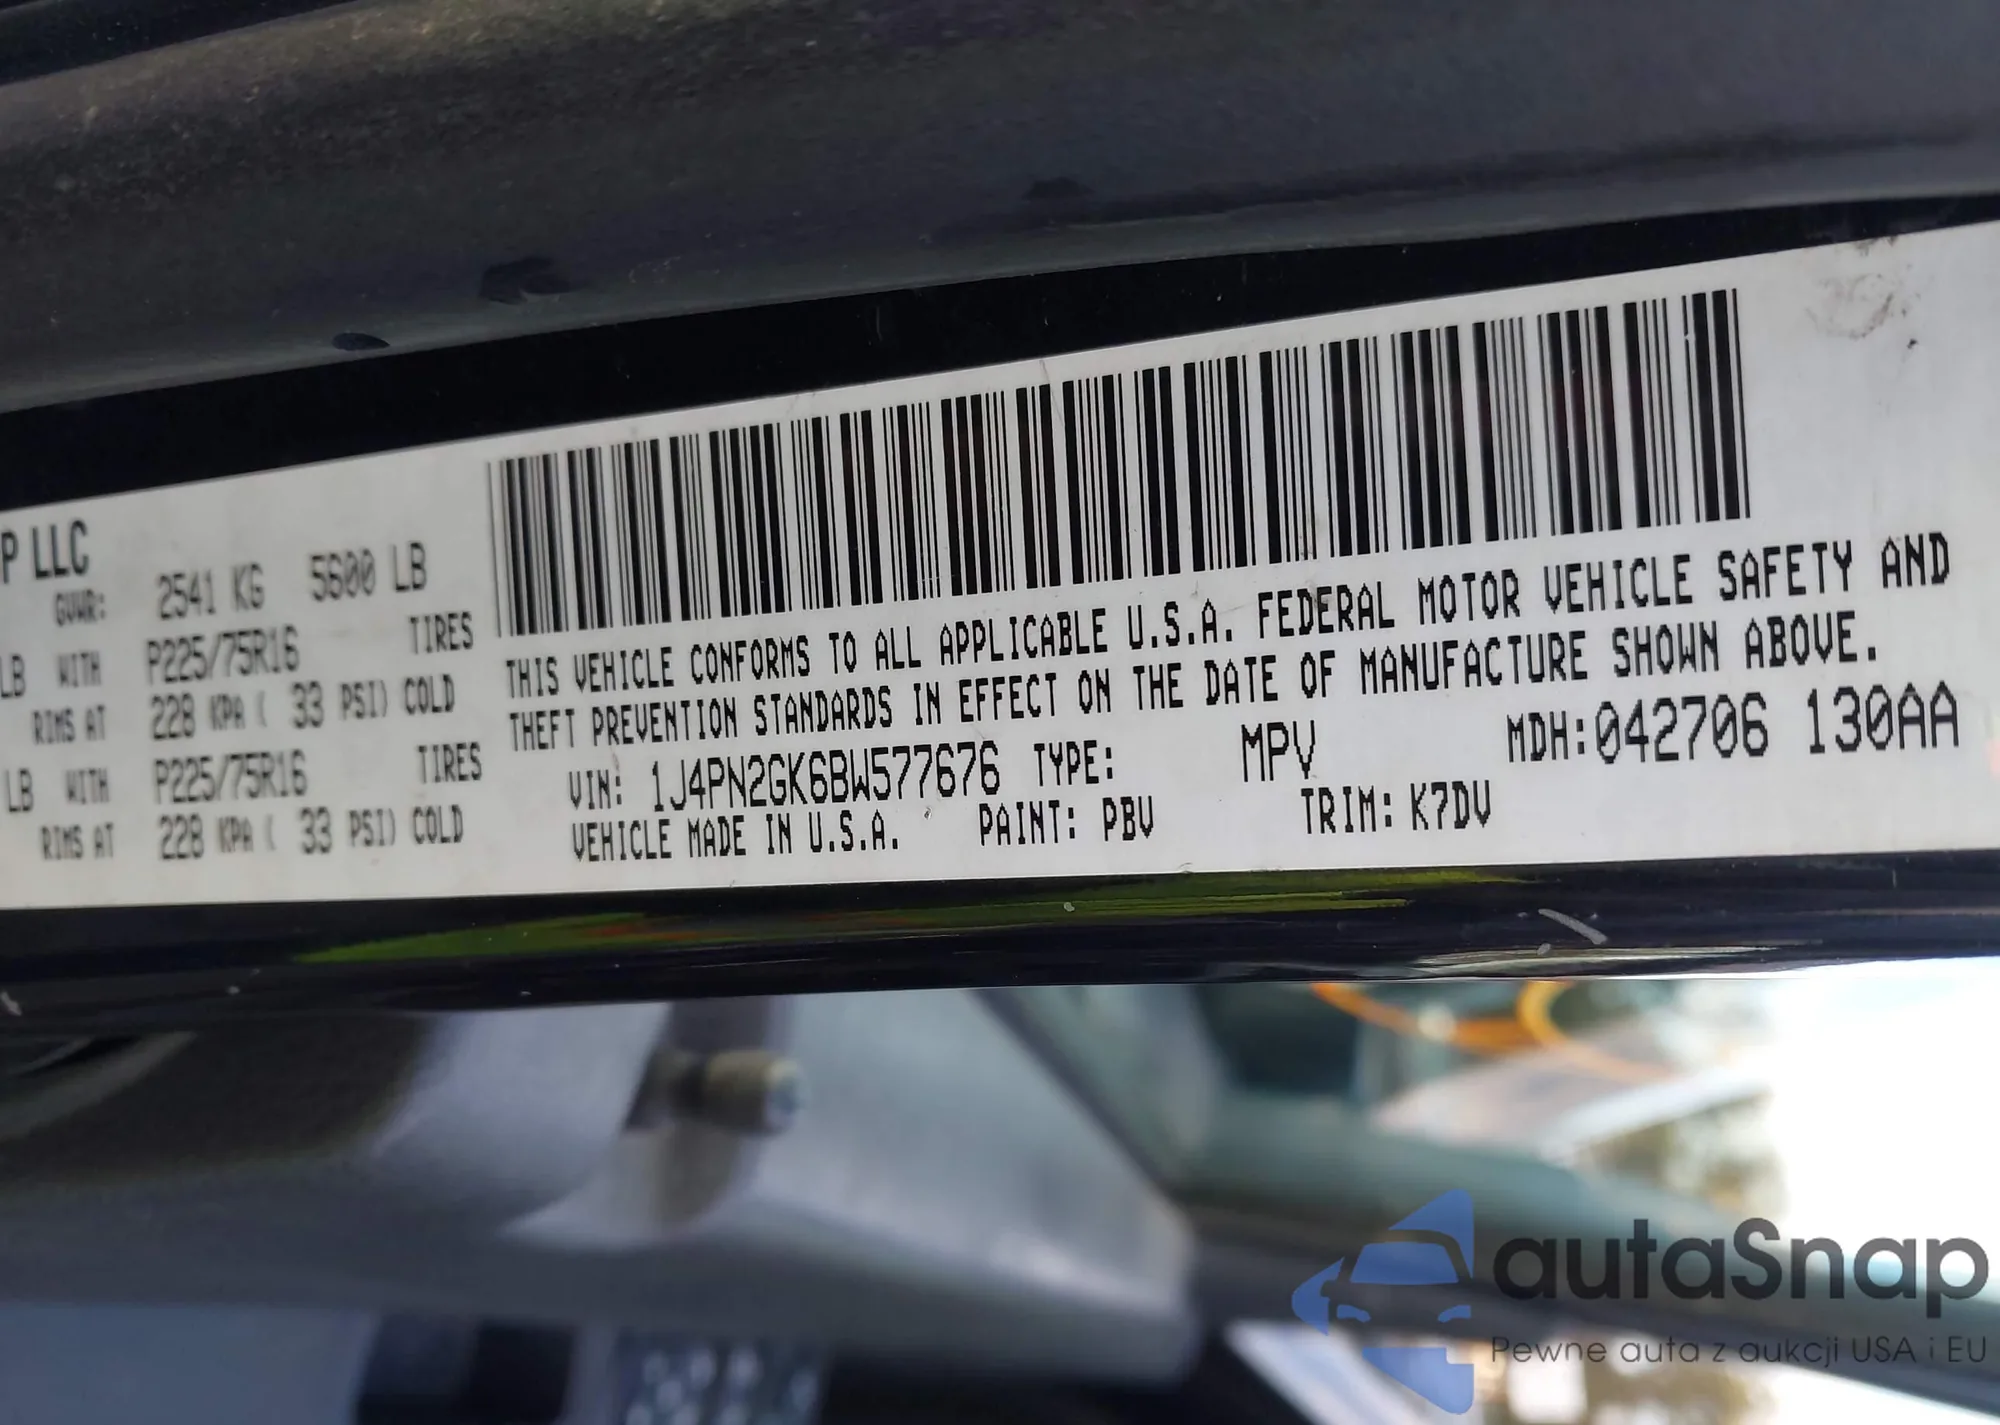 P LLC
GVWR: 2541 KG 5600 LB
LB WITH P225/75R16 TIRES
RIMS AT 228 KPA ( 33 PSI) COLD
LB WITH P225/75R16 TIRES
RIMS AT 228 KPA ( 33 PSI) COLD
THIS VEHICLE CONFORMS TO ALL APPLICABLE U.S.A. FEDERAL MOTOR VEHICLE SAFETY AND
THEFT PREVENTION STANDARDS IN EFFECT ON THE DATE OF MANUFACTURE SHOWN ABOVE.
VIN: 1J4PN2GK6BW577676 TYPE: MPV MDH:042706 130AA
VEHICLE MADE IN U.S.A. PAINT: PBV TRIM: K7DV
autaSnap
Pewne auta z aukcji USA i EU